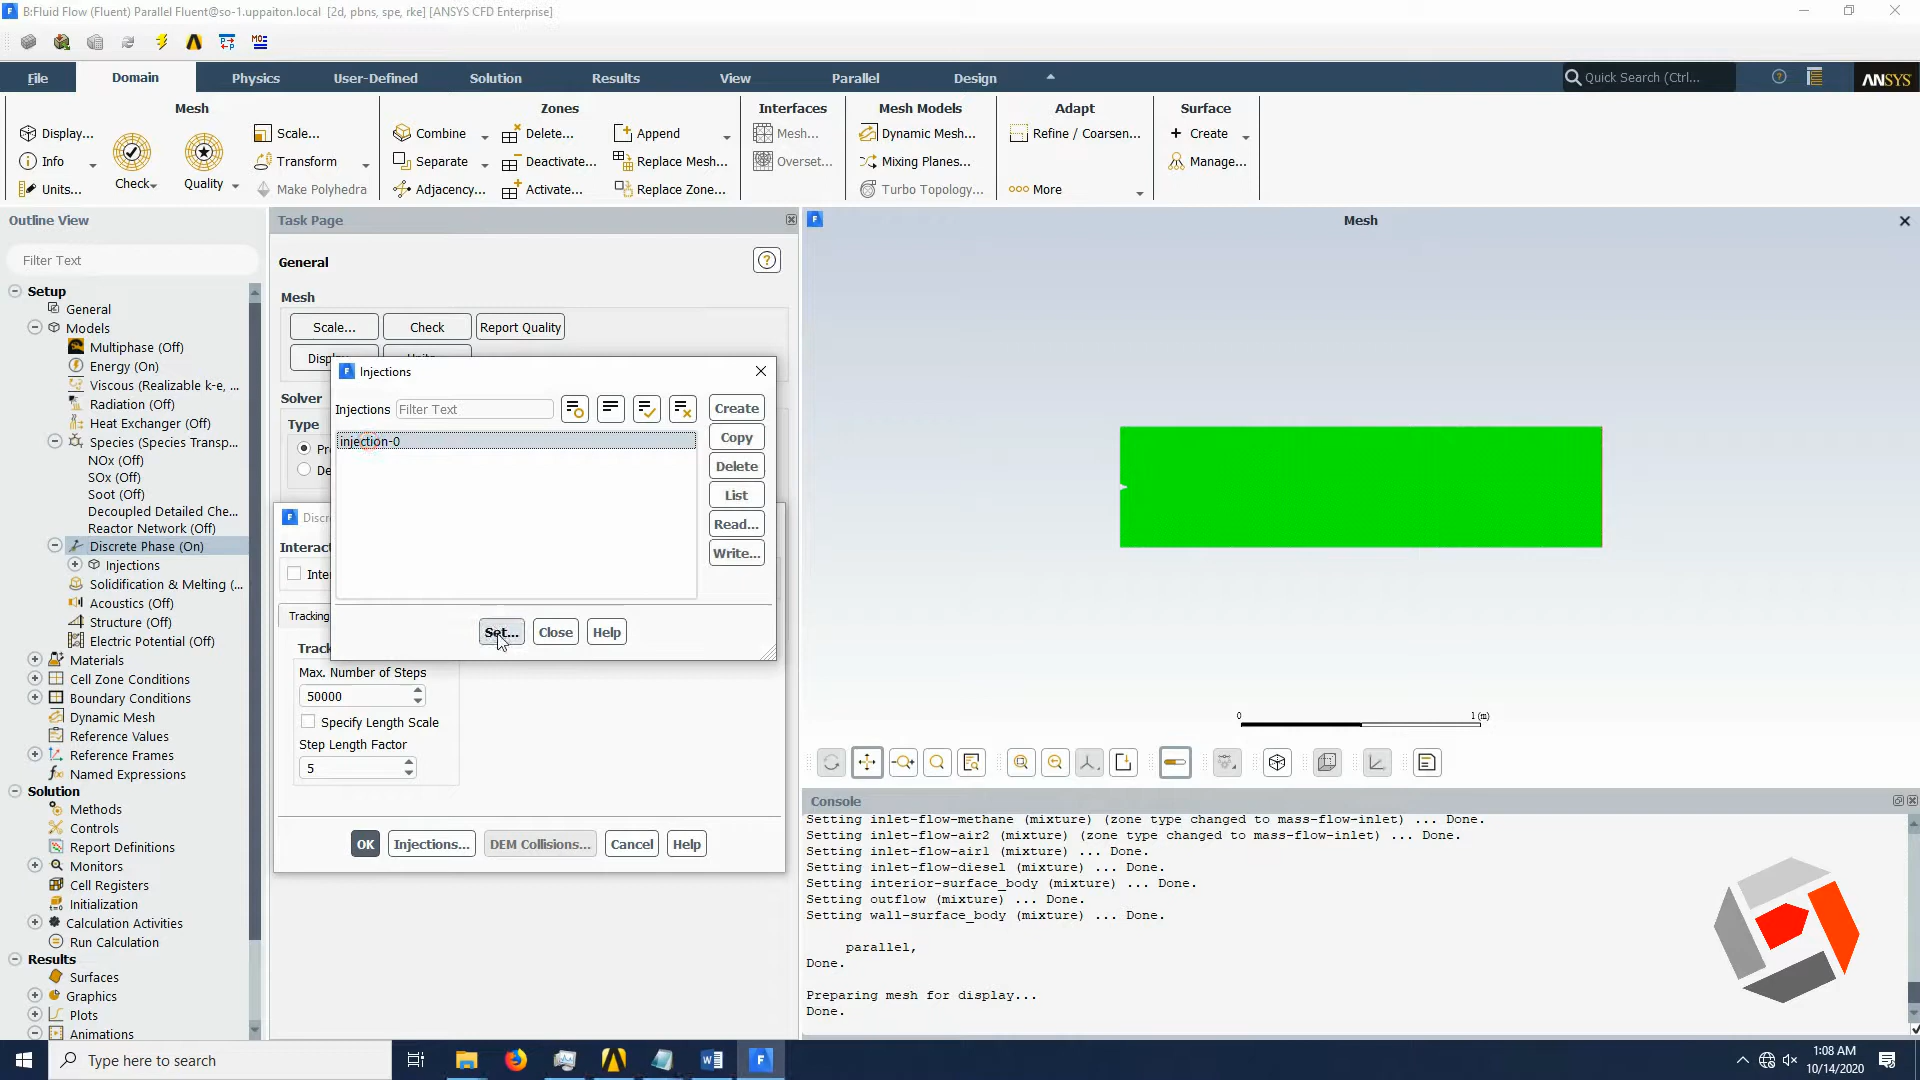 B:Fluid Flow (Fluent) Parallel Fluent@so-1.uppaiton.local [2d, pbns, spe, rke] [ANSYS CFD Enterprise]
File Domain Physics User-Defined Solution Results View Parallel Design Quick Search (Ctrl... ANSYS
Mesh Zones Interfaces Mesh Models Adapt Surface
Display... Scale... Combine Delete... Append Mesh... Dynamic Mesh... Refine / Coarsen... Create
Info Transform Separate Deactivate... Replace Mesh... Overset... Mixing Planes... Manage...
Units... Check Quality Make Polyhedra Adjacency... Activate... Replace Zone... Turbo Topology... More
Outline View
Filter Text
Setup
General
Models
Multiphase (Off)
Energy (On)
Viscous (Realizable k-e, ...
Radiation (Off)
Heat Exchanger (Off)
Species (Species Transp...
NOx (Off)
SOx (Off)
Soot (Off)
Decoupled Detailed Che...
Reactor Network (Off)
Discrete Phase (On)
Injections
Solidification & Melting (...
Acoustics (Off)
Structure (Off)
Electric Potential (Off)
Materials
Cell Zone Conditions
Boundary Conditions
Dynamic Mesh
Reference Values
Reference Frames
Named Expressions
Solution
Methods
Controls
Report Definitions
Monitors
Cell Registers
Initialization
Calculation Activities
Run Calculation
Results
Surfaces
Graphics
Plots
Animations
Task Page
General
Mesh
Scale... Check Report Quality
Solver
Type
Injections
Injections Filter Text
injection-0
Create
Copy
Delete
List
Read...
Write...
Set... Close Help
Tracking
Max. Number of Steps
50000
Specify Length Scale
Step Length Factor
5
OK Injections... DEM Collisions... Cancel Help
Mesh
0 1 (m)
Console
Setting inlet-flow-methane (mixture) (zone type changed to mass-flow-inlet) ... Done.
Setting inlet-flow-air2 (mixture) (zone type changed to mass-flow-inlet) ... Done.
Setting inlet-flow-air1 (mixture) ... Done.
Setting inlet-flow-diesel (mixture) ... Done.
Setting interior-surface_body (mixture) ... Done.
Setting outflow (mixture) ... Done.
Setting wall-surface_body (mixture) ... Done.
parallel,
Done.
Preparing mesh for display...
Done.
Type here to search
1:08 AM
10/14/2020